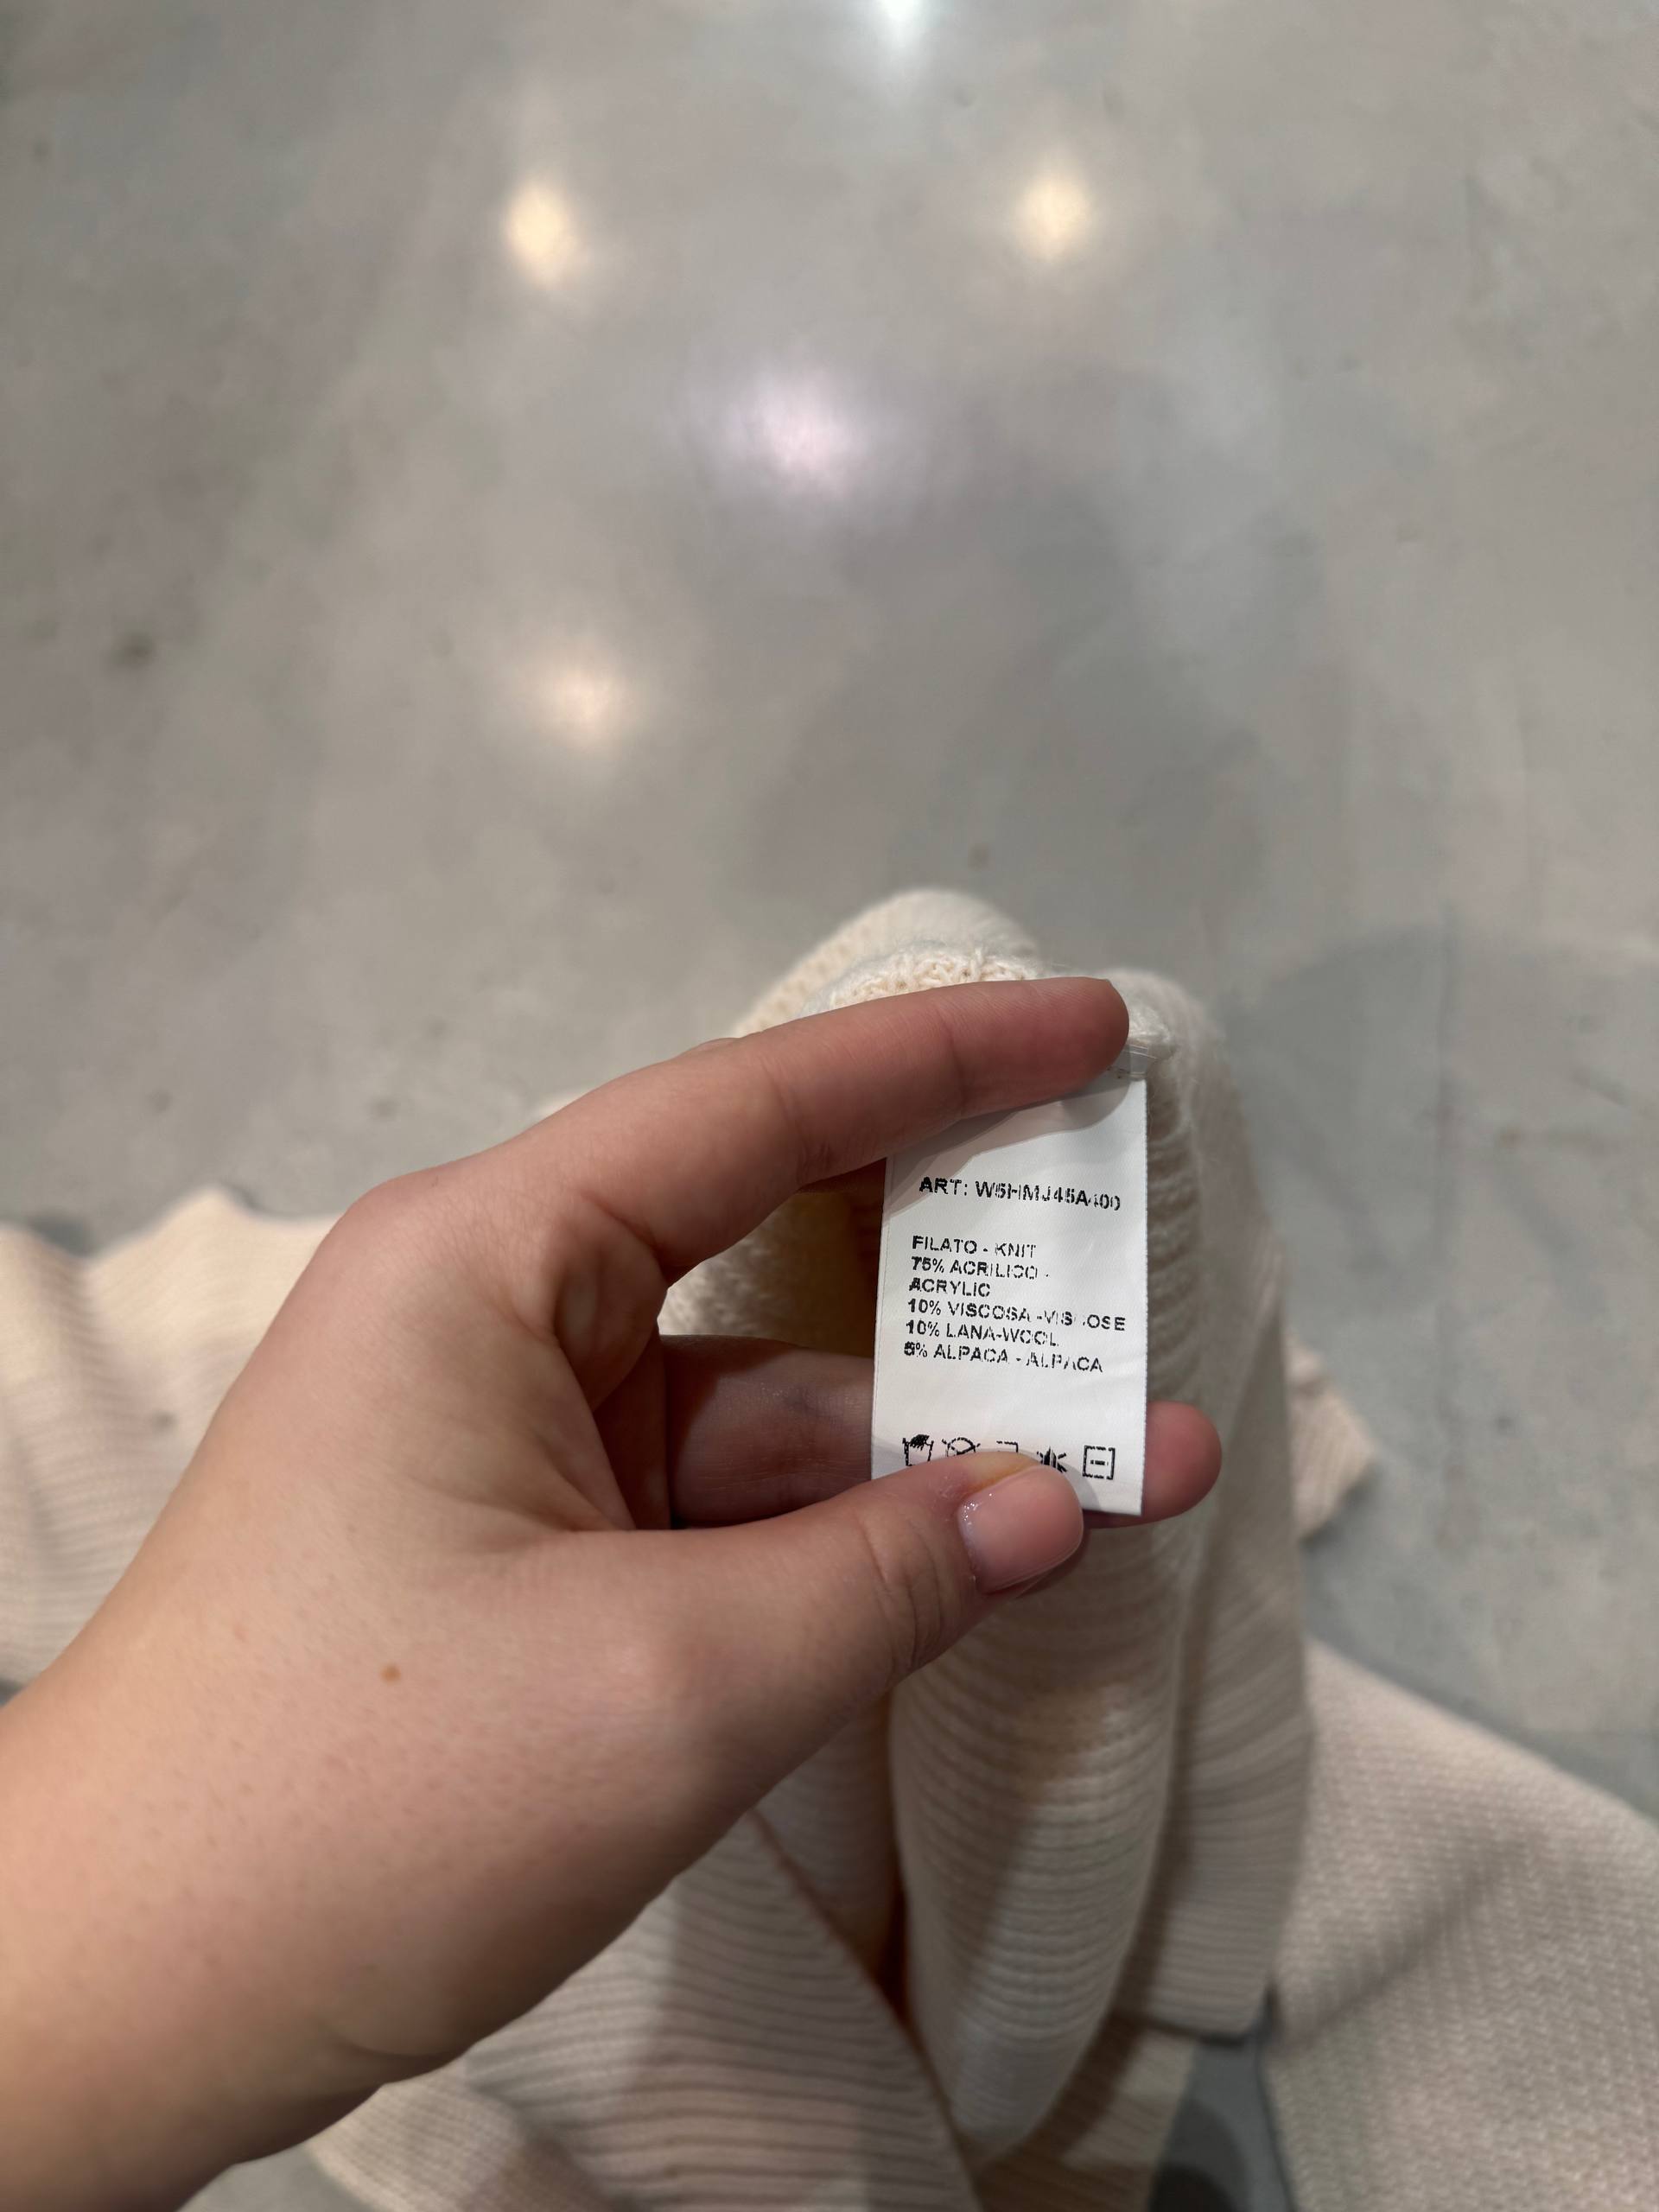 ART: W5HMJ45A400
FILATO - KNIT
75% ACRILICO -
ACRYLIC
10% VISCOSA -VISCOSE
10% LANA-WOOL
5% ALPACA - ALPACA